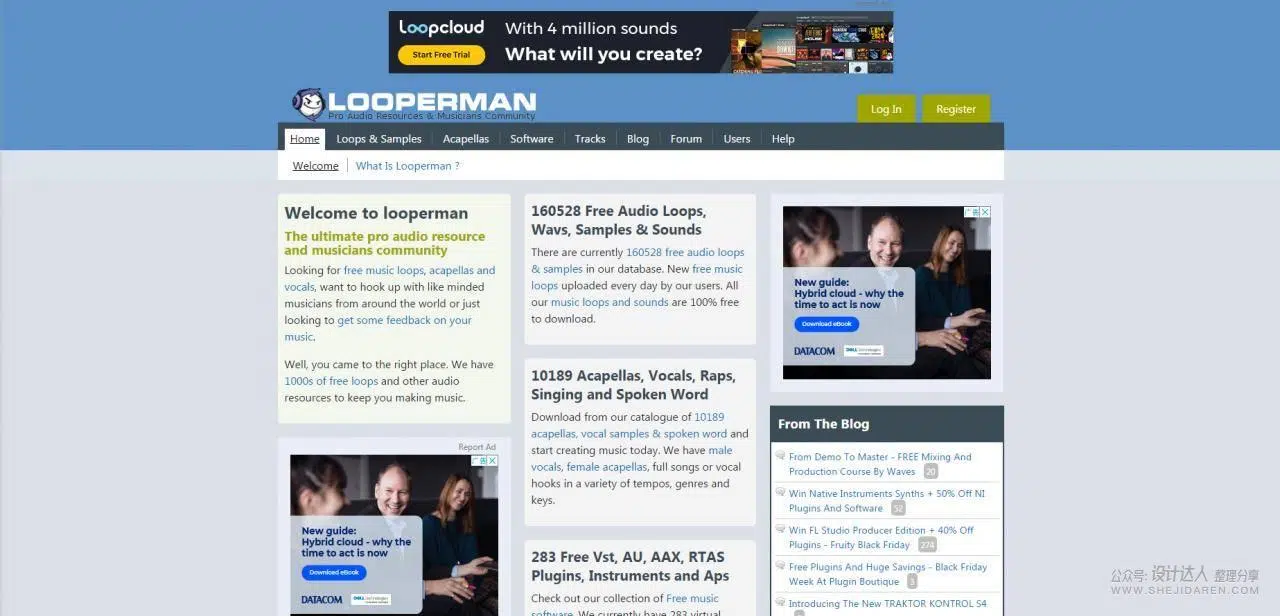 Loopcloud
With 4 million sounds
Start Free Trial
What will you create?
LOOPERMAN
Pro Audio Resources & Musicians Community
Log In
Register
Home
Loops & Samples
Acapellas
Software
Tracks
Blog
Forum
Users
Help
Welcome
What Is Looperman ?
Welcome to looperman
The ultimate pro audio resource
and musicians community
Looking for free music loops, acapellas and
vocals, want to hook up with like minded
musicians from around the world or just
looking to get some feedback on your
music.
Well, you came to the right place. We have
1000s of free loops and other audio
resources to keep you making music.
Report Ad
广告
New guide:
Hybrid cloud - why the
time to act is now
Download eBook
DATACOM
DELL Technologies
160528 Free Audio Loops,
Wavs, Samples & Sounds
There are currently 160528 free audio loops
& samples in our database. New free music
loops uploaded every day by our users. All
our music loops and sounds are 100% free
to download.
10189 Acapellas, Vocals, Raps,
Singing and Spoken Word
Download from our catalogue of 10189
acapellas, vocal samples & spoken word and
start creating music today. We have male
vocals, female acapellas, full songs or vocal
hooks in a variety of tempos, genres and
keys.
283 Free Vst, AU, AAX, RTAS
Plugins, Instruments and Aps
Check out our collection of Free music
software. We currently have 283 virtual
广告
New guide:
Hybrid cloud - why the
time to act is now
Download eBook
DATACOM
DELL Technologies
From The Blog
From Demo To Master - FREE Mixing And
Production Course By Waves 20
Win Native Instruments Synths + 50% Off NI
Plugins And Software 52
Win FL Studio Producer Edition + 40% Off
Plugins - Fruity Black Friday 274
Free Plugins And Huge Savings - Black Friday
Week At Plugin Boutique 3
Introducing The New TRAKTOR KONTROL S4
公众号: 设计达人 整理分享
WWW.SHEJIDAREN.COM